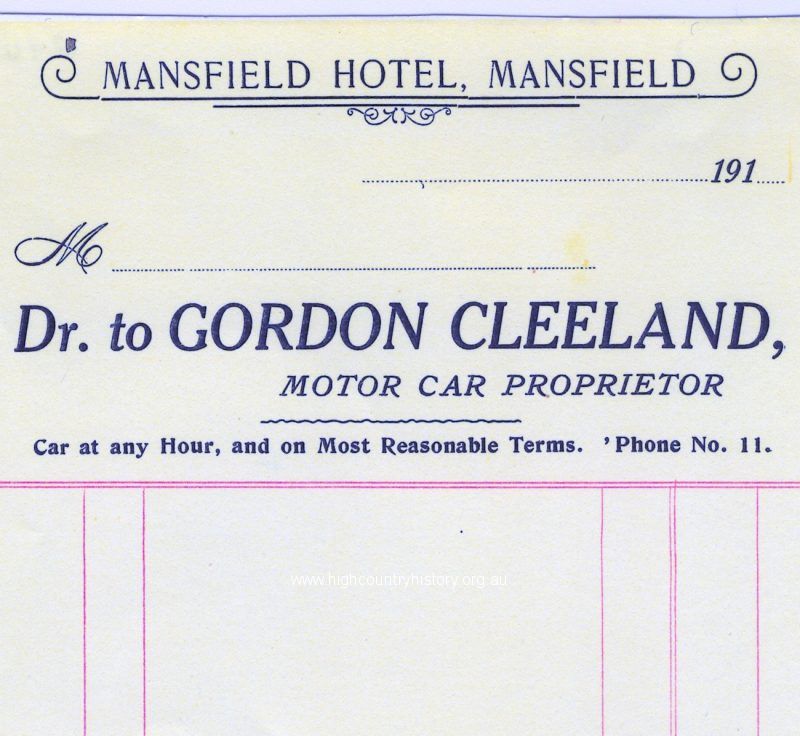 MANSFIELD HOTEL, MANSFIELD
191
M
Dr. to GORDON CLEELAND,
MOTOR CAR PROPRIETOR
Car at any Hour, and on Most Reasonable Terms. 'Phone No. 11.
www.highcountryhistory.org.au